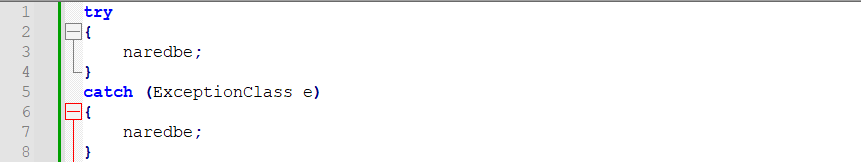 1 try
2 {
3 naredbe;
4 }
5 catch (ExceptionClass e)
6 {
7 naredbe;
8 }